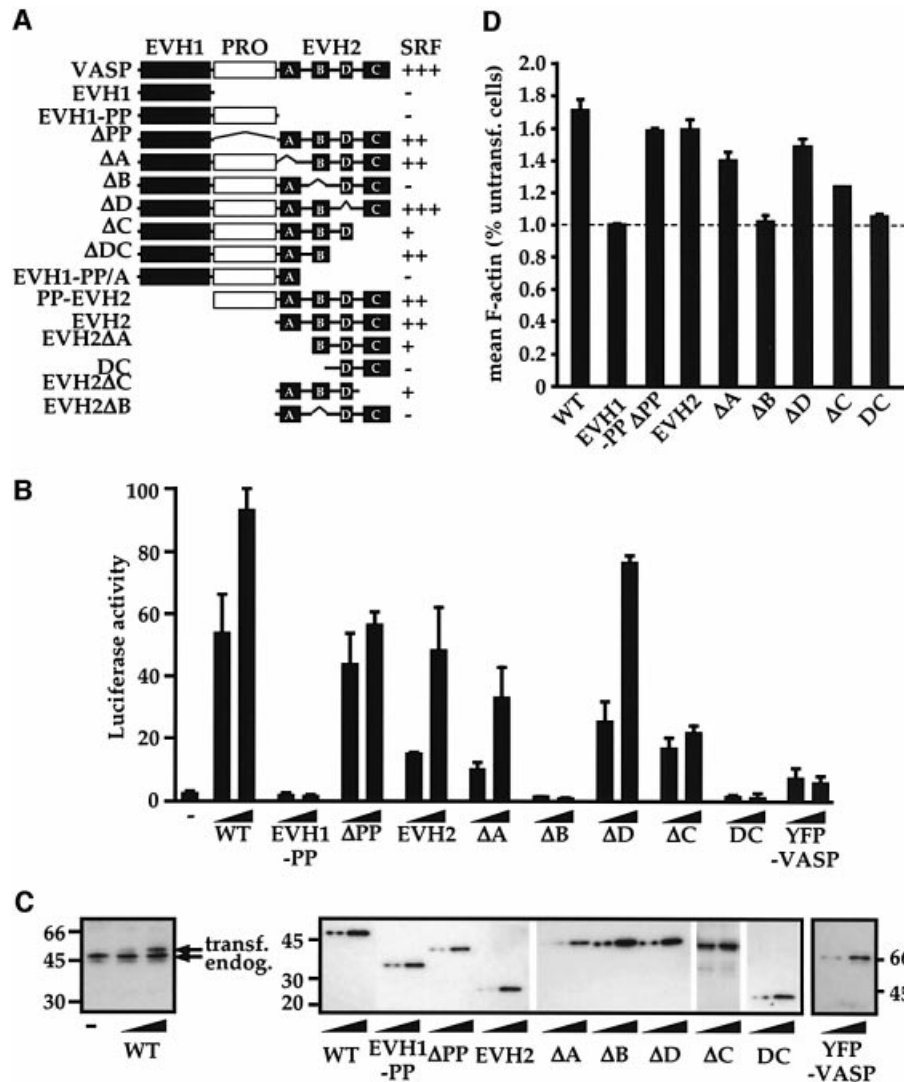 A
EVH1 PRO EVH2 SRF
VASP A B D C +++
EVH1 -
EVH1-PP -
ΔPP A B D C ++
ΔA B D C ++
ΔB A D C -
ΔD A B C +++
ΔC A B D +
ΔDC A B ++
EVH1-PP/A A -
PP-EVH2 A B D C ++
EVH2 A B D C ++
EVH2ΔA B D C +
DC D C -
EVH2ΔC A B D +
EVH2ΔB A D C -
D
mean F-actin (% untransf. cells)
2
1.8
1.6
1.4
1.2
1.0
0.8
0.6
0.4
0.2
0
WT EVH1-PP ΔPP EVH2 ΔA ΔB ΔD ΔC DC
B
Luciferase activity
100
80
60
40
20
0
- WT EVH1 ΔPP EVH2 ΔA ΔB ΔD ΔC DC YFP
-PP -VASP
C
66
45
30
transf.
endog.
- WT
45
30
20
WT EVH1 ΔPP EVH2 ΔA ΔB ΔD ΔC DC
-PP
66
45
YFP
-VASP